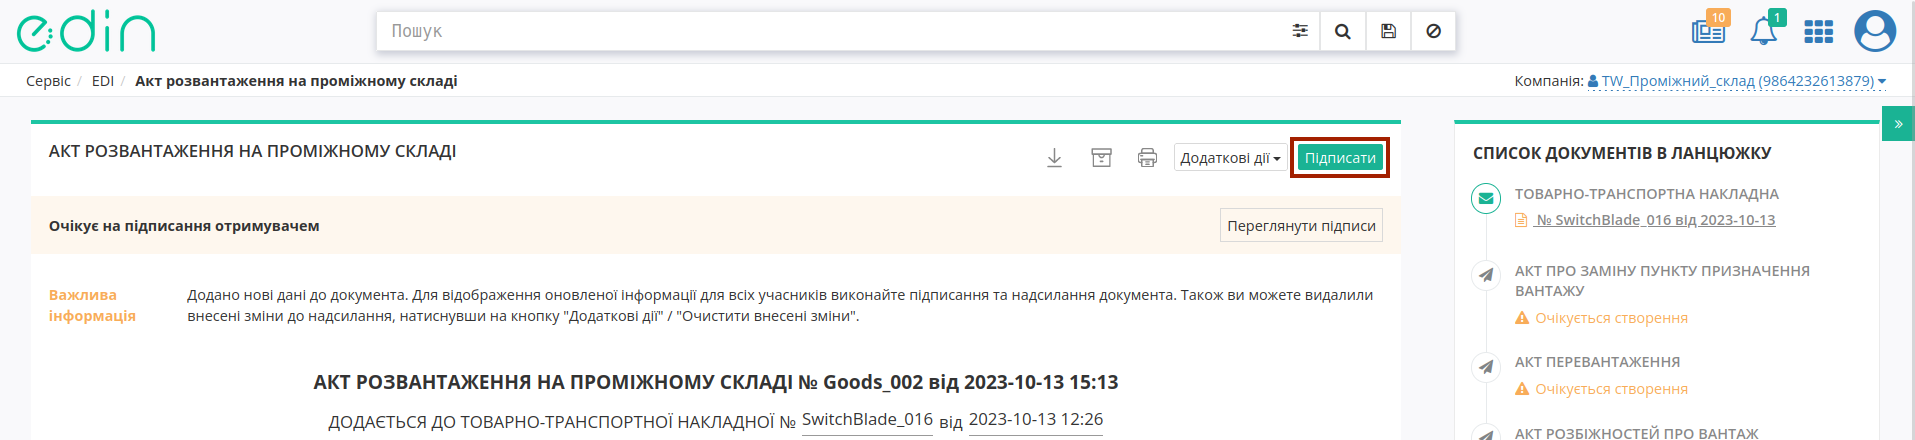 edin
Пошук
10
1
Сервіс / EDI / Акт розвантаження на проміжному складі
Компанія: TW_Проміжний_склад (9864232613879)
АКТ РОЗВАНТАЖЕННЯ НА ПРОМІЖНОМУ СКЛАДІ
Додаткові дії
Підписати
Очікує на підписання отримувачем
Переглянути підписи
Важлива
інформація
Додано нові дані до документа. Для відображення оновленої інформації для всіх учасників виконайте підписання та надсилання документа. Також ви можете видалили
внесені зміни до надсилання, натиснувши на кнопку "Додаткові дії" / "Очистити внесені зміни".
АКТ РОЗВАНТАЖЕННЯ НА ПРОМІЖНОМУ СКЛАДІ № Goods_002 від 2023-10-13 15:13
ДОДАЄТЬСЯ ДО ТОВАРНО-ТРАНСПОРТНОЇ НАКЛАДНОЇ № SwitchBlade_016 від 2023-10-13 12:26
»
СПИСОК ДОКУМЕНТІВ В ЛАНЦЮЖКУ
ТОВАРНО-ТРАНСПОРТНА НАКЛАДНА
№ SwitchBlade_016 від 2023-10-13
АКТ ПРО ЗАМІНУ ПУНКТУ ПРИЗНАЧЕННЯ
ВАНТАЖУ
Очікується створення
АКТ ПЕРЕВАНТАЖЕННЯ
Очікується створення
АКТ РОЗБІЖНОСТЕЙ ПРО ВАНТАЖ